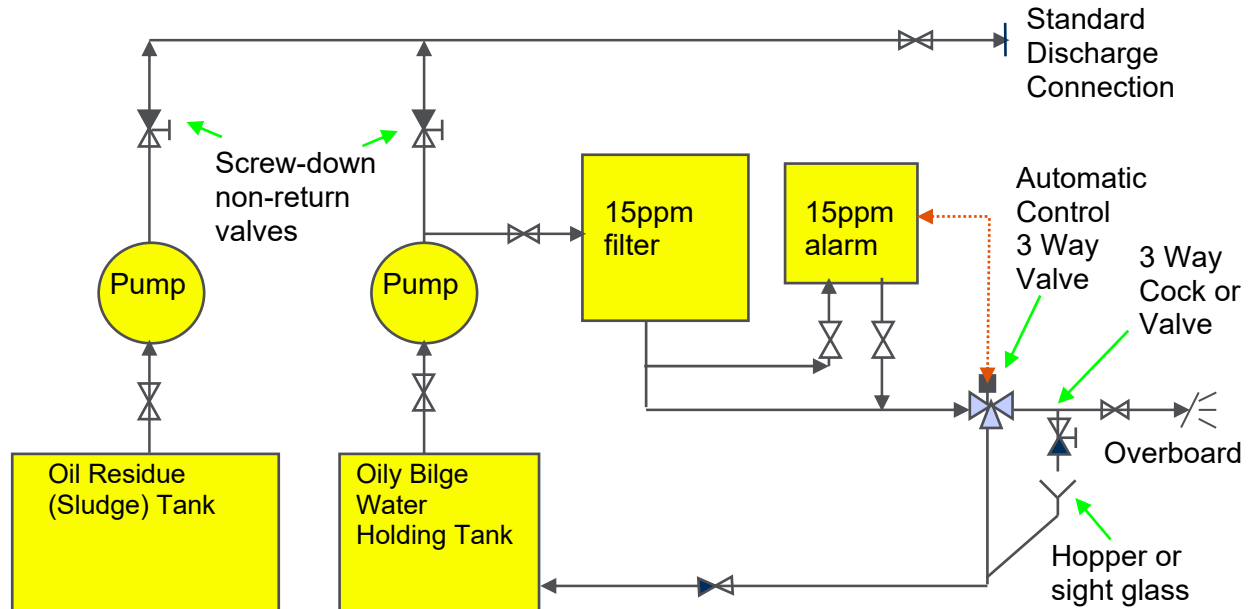 Standard
Discharge
Connection
Screw-down
non-return
valves
15ppm
filter
15ppm
alarm
Automatic
Control
3 Way
Valve
3 Way
Cock or
Valve
Pump
Pump
Overboard
Oil Residue
(Sludge) Tank
Oily Bilge
Water
Holding Tank
Hopper or
sight glass